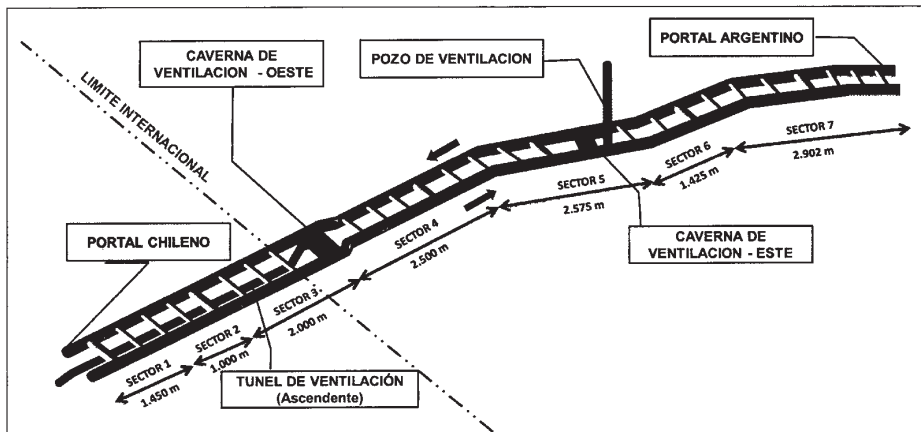 CAVERNA DE
VENTILACION - OESTE
POZO DE VENTILACION
PORTAL ARGENTINO
LIMITE INTERNACIONAL
PORTAL CHILENO
SECTOR 7
2.902 m
SECTOR 6
1.425 m
SECTOR 5
2.575 m
SECTOR 4
2.500 m
CAVERNA DE
VENTILACION - ESTE
SECTOR 3
2.000 m
SECTOR 2
1.000 m
SECTOR 1
1.450 m
TUNEL DE VENTILACIÓN
(Ascendente)